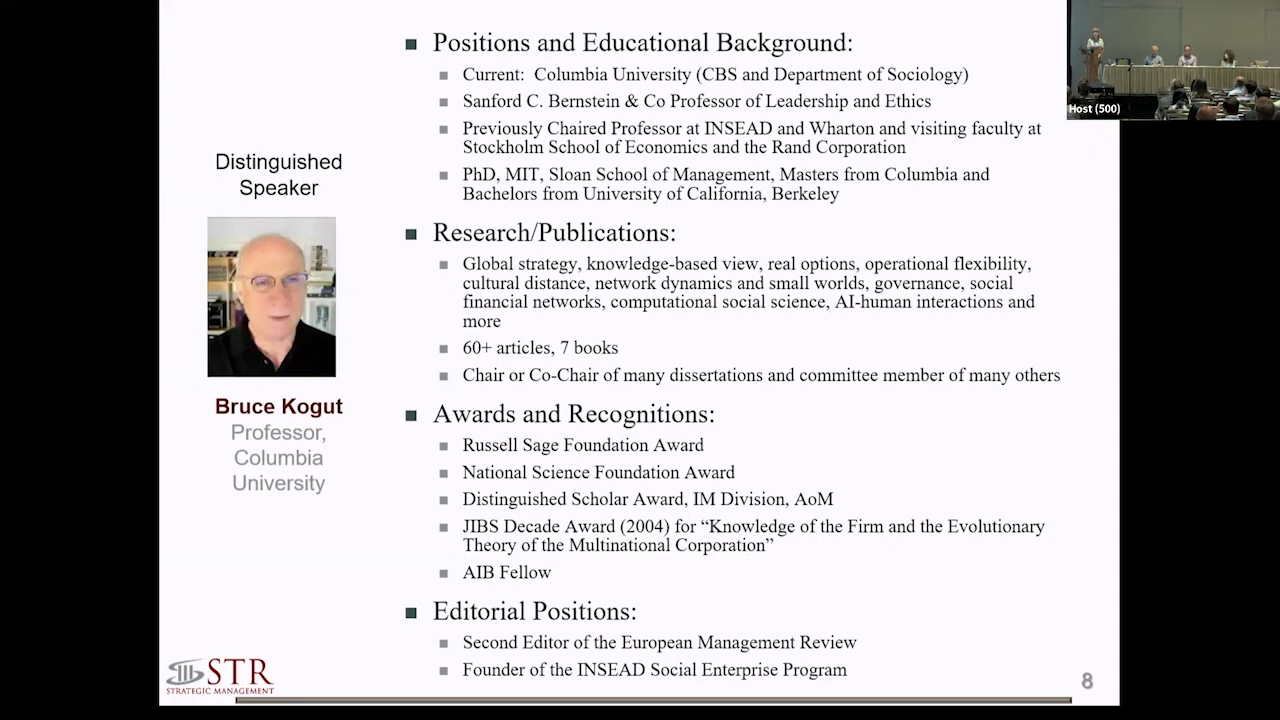 Positions and Educational Background:
Current: Columbia University (CBS and Department of Sociology)
Sanford C. Bernstein & Co Professor of Leadership and Ethics
Previously Chaired Professor at INSEAD and Wharton and visiting faculty at
Stockholm School of Economics and the Rand Corporation
PhD, MIT, Sloan School of Management, Masters from Columbia and
Bachelors from University of California, Berkeley
Research/Publications:
Global strategy, knowledge-based view, real options, operational flexibility,
cultural distance, network dynamics and small worlds, governance, social
financial networks, computational social science, AI-human interactions and
more
60+ articles, 7 books
Chair or Co-Chair of many dissertations and committee member of many others
Awards and Recognitions:
Russell Sage Foundation Award
National Science Foundation Award
Distinguished Scholar Award, IM Division, AoM
JIBS Decade Award (2004) for “Knowledge of the Firm and the Evolutionary
Theory of the Multinational Corporation”
AIB Fellow
Editorial Positions:
Second Editor of the European Management Review
Founder of the INSEAD Social Enterprise Program
Distinguished
Speaker
Bruce Kogut
Professor,
Columbia
University
STR
STRATEGIC MANAGEMENT
8
Host (500)